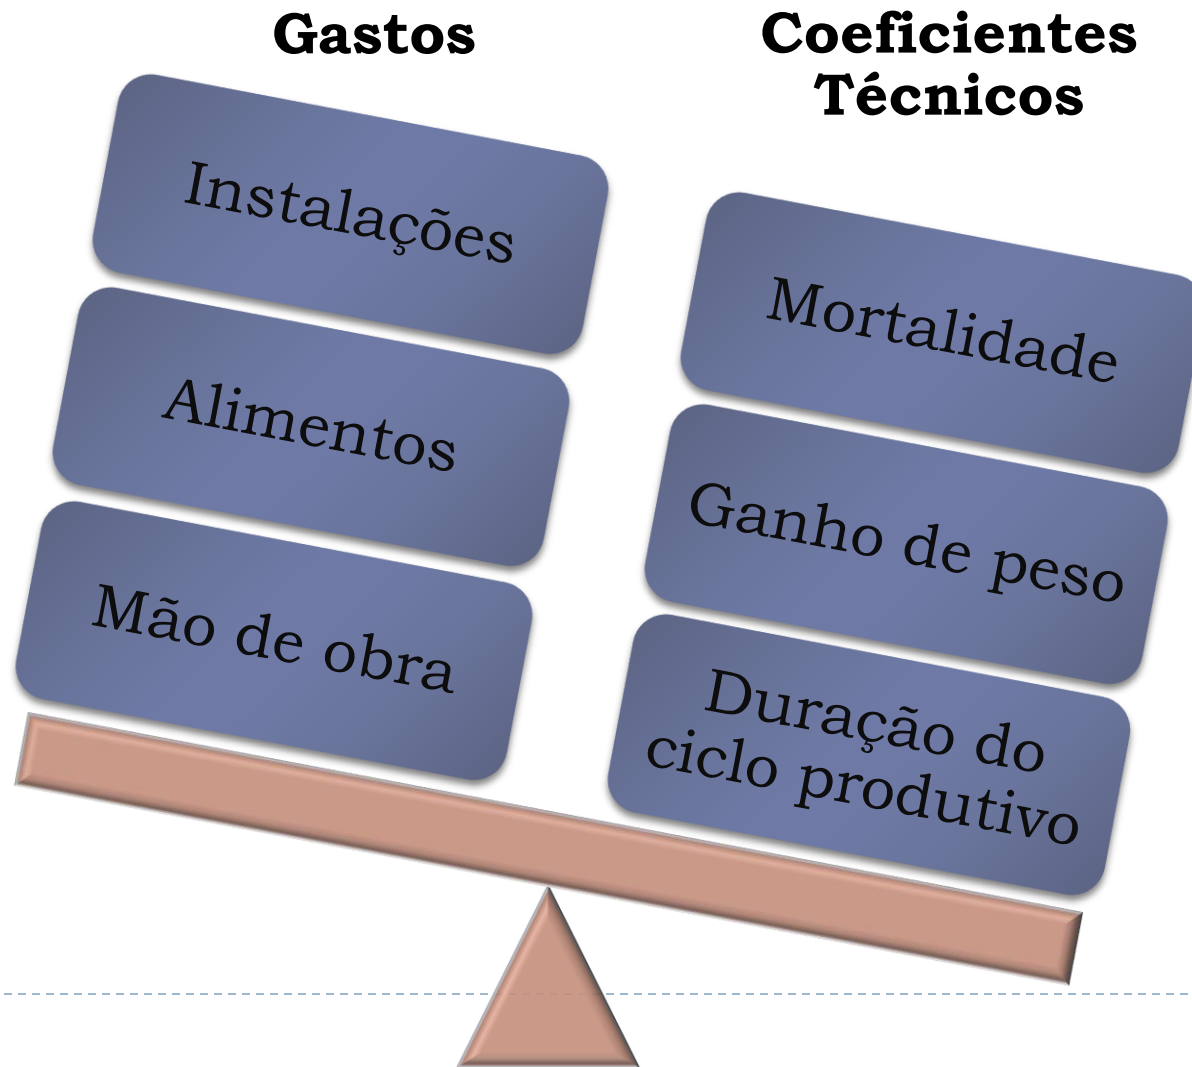 Gastos
Instalações
Alimentos
Mão de obra
Coeficientes
Técnicos
Mortalidade
Ganho de peso
Duração do
ciclo produtivo